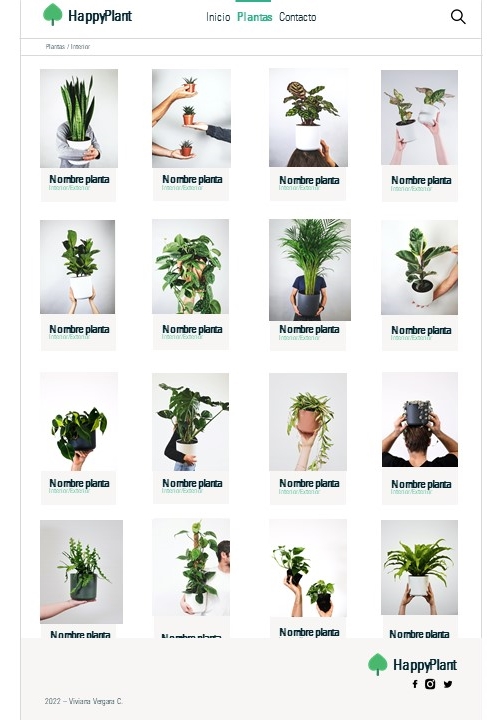 HappyPlant
Inicio Plantas Contacto
Plantas / Interior
Nombre planta Nombre planta Nombre planta Nombre planta
Interior/Exterior Interior/Exterior Interior/Exterior Interior/Exterior
Nombre planta Nombre planta Nombre planta Nombre planta
Interior/Exterior Interior/Exterior Interior/Exterior Interior/Exterior
Nombre planta Nombre planta Nombre planta Nombre planta
Interior/Exterior Interior/Exterior Interior/Exterior Interior/Exterior
Nombre planta Nombre planta Nombre planta Nombre planta
HappyPlant
2022 – Viviana Vergara C.